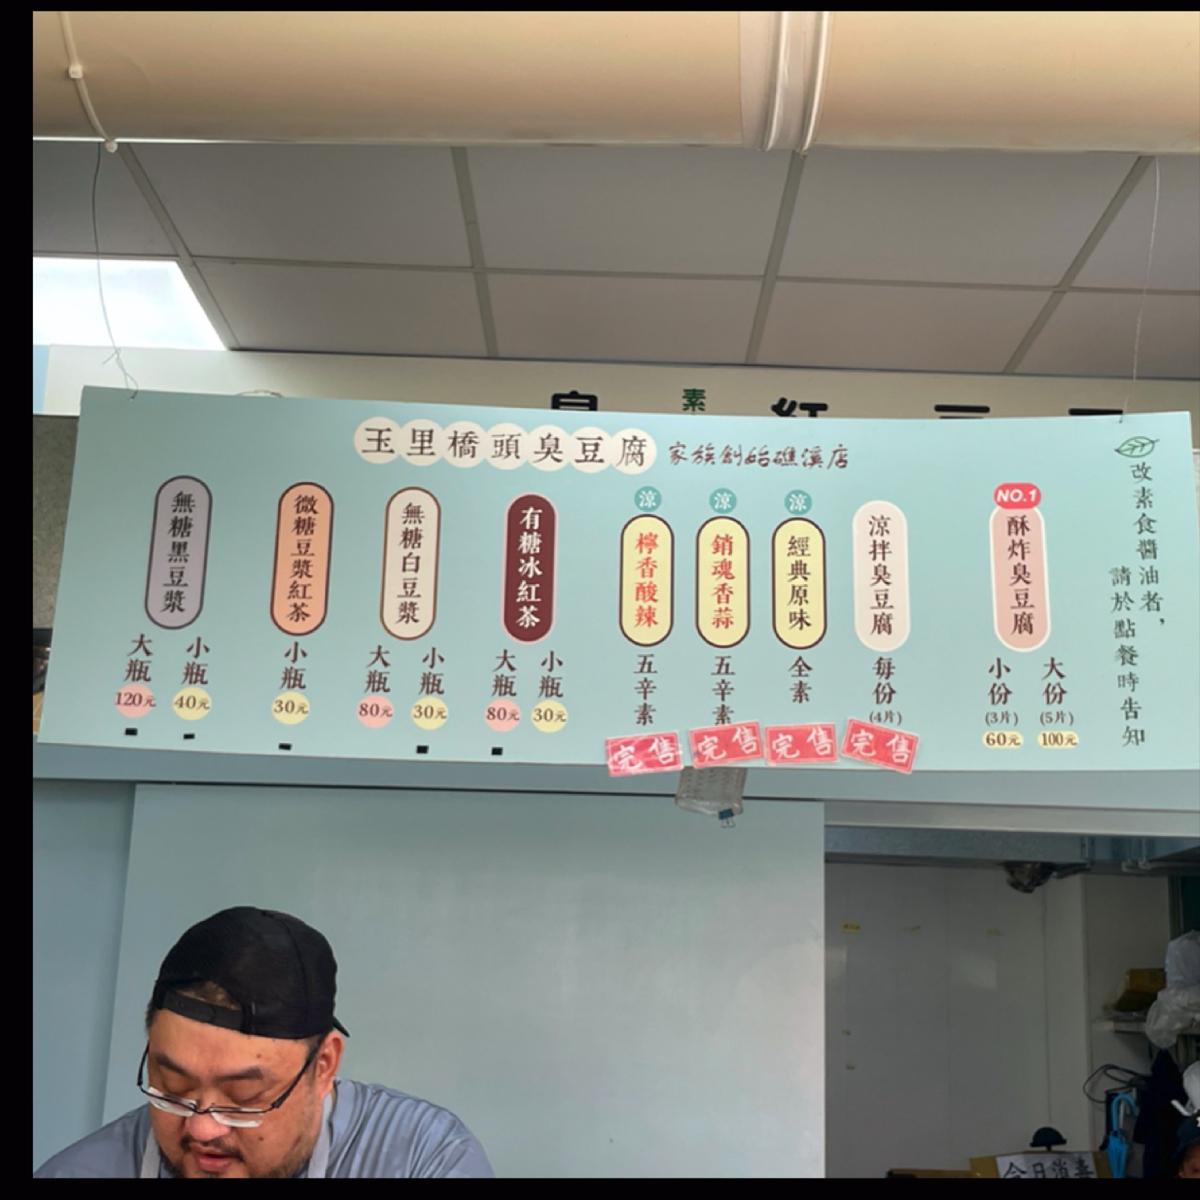 素
玉里橋頭臭豆腐 家族創始礁溪店
改素食醬油者,
請於點餐時告知
NO.1
酥炸臭豆腐
大份
(5片)
100元
小份
(3片)
60元
涼拌臭豆腐
每份
(4片)
完售
涼
經典原味
全素
完售
涼
銷魂香蒜
五辛素
完售
涼
檸香酸辣
五辛素
完售
有糖冰紅茶
小瓶
30元
大瓶
80元
無糖白豆漿
小瓶
30元
大瓶
80元
微糖豆漿紅茶
小瓶
30元
無糖黑豆漿
小瓶
40元
大瓶
120元
今日消毒